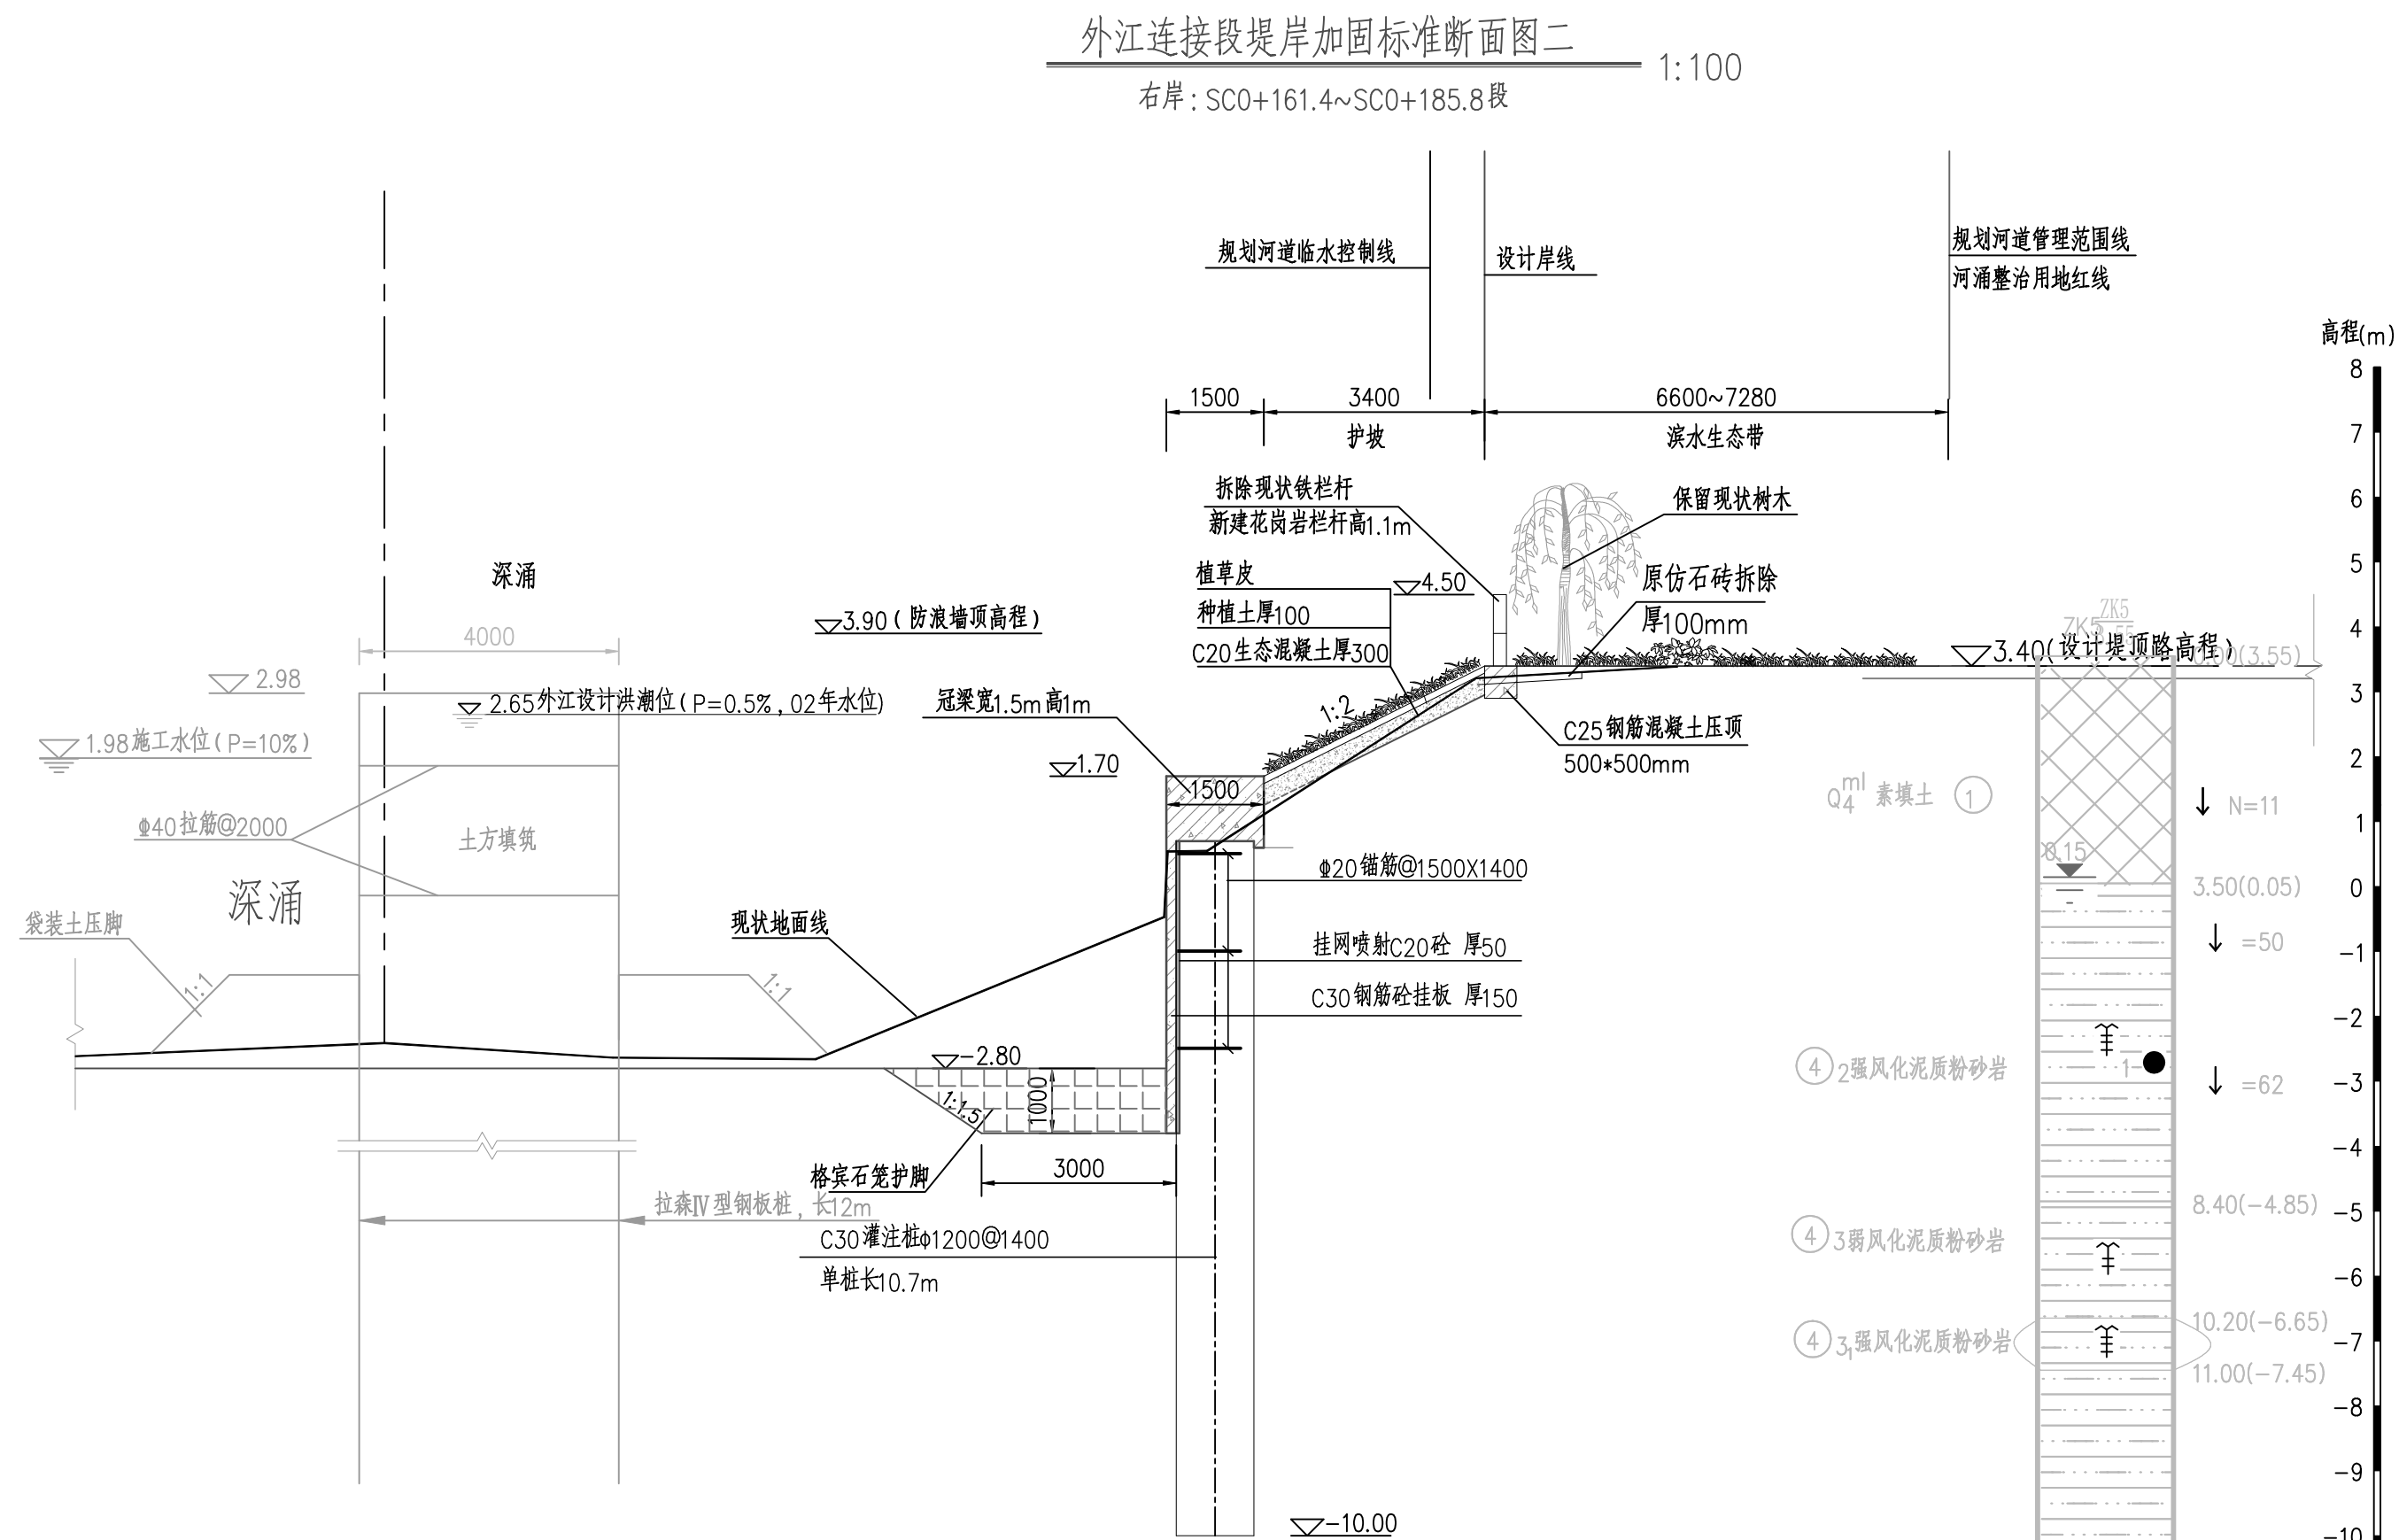 外江连接段堤岸加固标准断面图二
1:100
右岸：SC0+161.4~SC0+185.8段
规划河道临水控制线
设计岸线
规划河道管理范围线
河涌整治用地红线
高程(m)
8
7
6
5
4
3
2
1
0
-1
-2
-3
-4
-5
-6
-7
-8
-9
-10
1500
3400
6600~7280
护坡
滨水生态带
拆除现状铁栏杆
新建花岗岩栏杆高1.1m
保留现状树木
植草皮
4.50
种植土厚100
C20生态混凝土厚300
原仿石砖拆除
厚100mm
深涌
4000
3.90（防浪墙顶高程）
2.98
2.65外江设计洪潮位（P=0.5%，02年水位）
1.98施工水位（P=10%）
冠梁宽1.5m高1m
1:2
1.70
1500
C25钢筋混凝土压顶
500*500mm
3.40（设计堤顶路高程）
ZK5
ZK5
0.00(3.55)
Φ40拉筋@2000
土方填筑
深涌
袋装土压脚
1:1
1:1
现状地面线
Φ20锚筋@1500X1400
挂网喷射C20砼 厚50
C30钢筋砼挂板 厚150
-2.80
1:1.5
1000
格宾石笼护脚
3000
拉森Ⅳ型钢板桩，长12m
C30灌注桩φ1200@1400
单桩长10.7m
-10.00
Q4ml 素填土 ①
N=11
0.15
3.50(0.05)
=50
④2强风化泥质粉砂岩
1
=62
8.40(-4.85)
④3弱风化泥质粉砂岩
10.20(-6.65)
④31强风化泥质粉砂岩
11.00(-7.45)